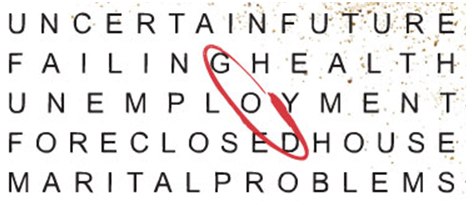 UNCERTAINFUTURE
FAILINGHEALTH
UNEMPLOYMENT
FORECLOSEDHOUSE
MARITALPROBLEMS